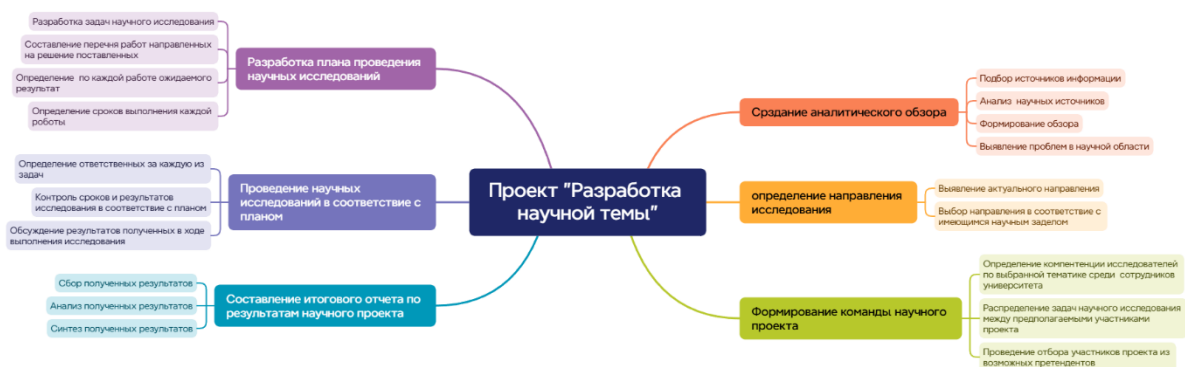 Проект "Разработка
научной темы"
Срздание аналитического обзора
Подбор источников информации
Анализ научных источников
Формирование обзора
Выявление проблем в научной области
определение направления
исследования
Выявление актуального направления
Выбор направления в соответствие с
имеющимся научным заделом
Формирование команды научного
проекта
Определение компентенции исследователей
по выбранной тематике среди сотрудников
университета
Распределение задач научного исследования
между предполагаемыми участниками
проекта
Проведение отбора участников проекта из
возможных претендентов
Разработка плана проведения
научных исследований
Разработка задач научного исследования
Составление перечня работ направленных
на решение поставленных
Определение по каждой работе ожидаемого
результат
Определение сроков выполнения каждой
роботы
Проведение научных
исследований в соответствие с
планом
Определение ответственных за каждую из
задач
Контроль сроков и результатов
исследования в соответствие с планом
Обсуждение результатов полученных в ходе
выполнения исследования
Составление итогового отчета по
результатам научного проекта
Сбор полученных результатов
Анализ полученных результатов
Синтез полученных результатов